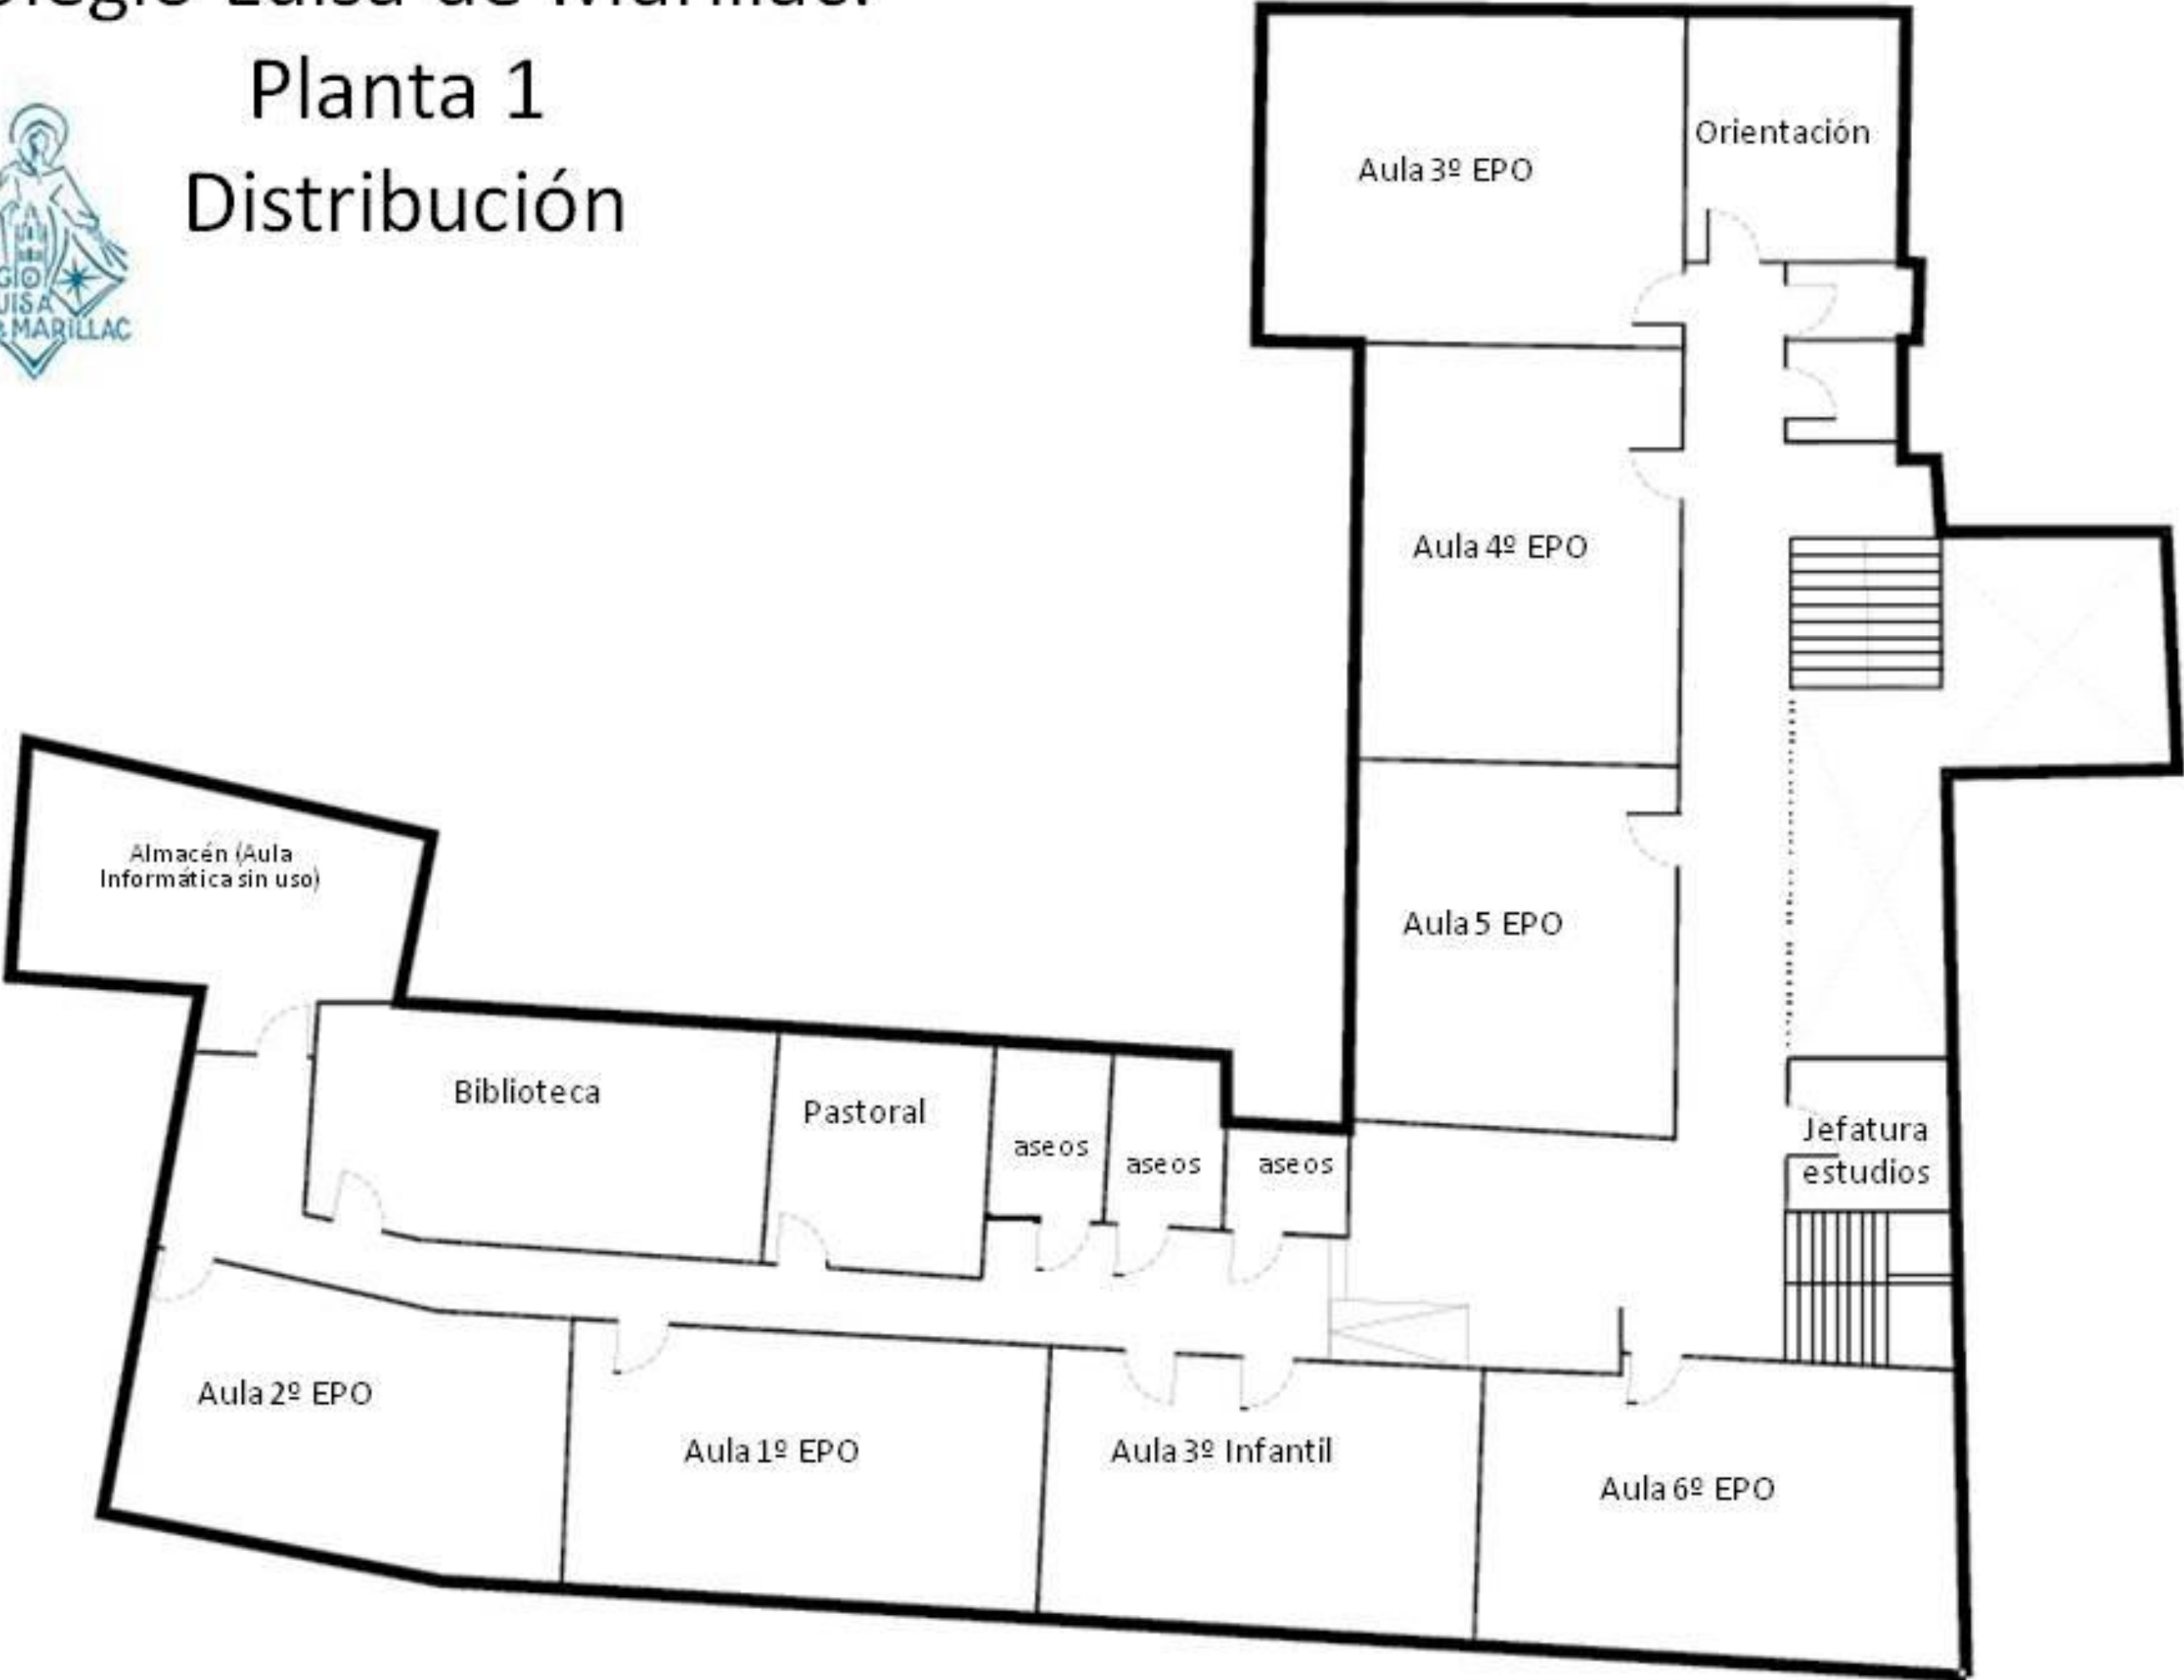 Planta 1
Distribución
MARILLAC
Aula 3º EPO
Orientación
Aula 4º EPO
Almacén (Aula
Informática sin uso)
Aula 5 EPO
Biblioteca
Pastoral
aseos
aseos
aseos
Jefatura
estudios
Aula 2º EPO
Aula 1º EPO
Aula 3º Infantil
Aula 6º EPO